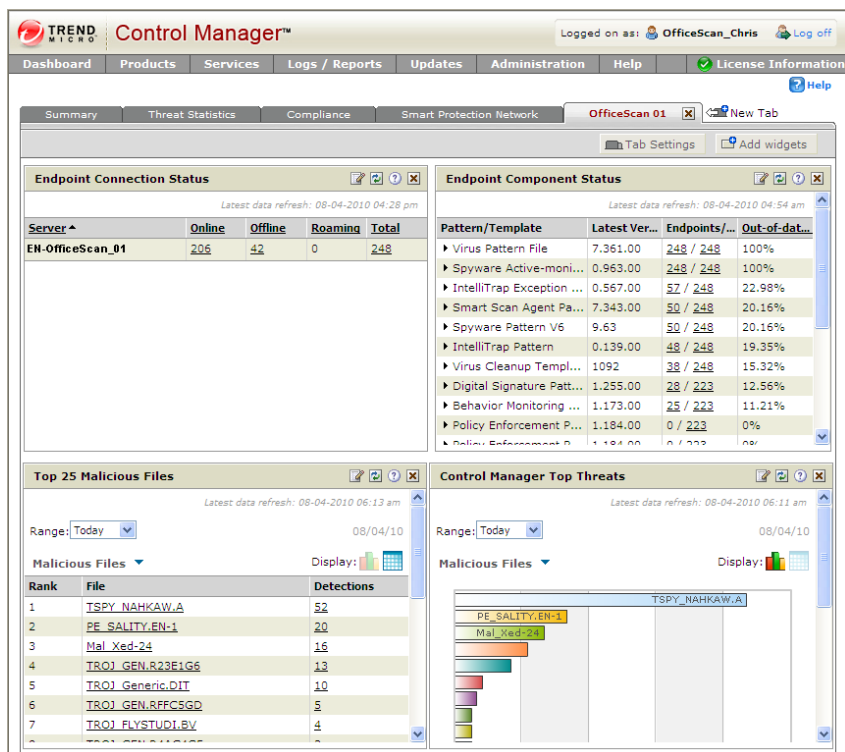 TREND MICRO Control Manager™ Logged on as: OfficeScan_Chris Log off
Dashboard Products Services Logs / Reports Updates Administration Help License Information
Help
Summary Threat Statistics Compliance Smart Protection Network OfficeScan 01 New Tab
Tab Settings Add widgets
Endpoint Connection Status
Latest data refresh: 08-04-2010 04:28 pm
Server Online Offline Roaming Total
EN-OfficeScan_01 206 42 0 248
Endpoint Component Status
Latest data refresh: 08-04-2010 04:54 am
Pattern/Template Latest Ver... Endpoints/... Out-of-dat...
Virus Pattern File 7.361.00 248 / 248 100%
Spyware Active-moni... 0.963.00 248 / 248 100%
IntelliTrap Exception ... 0.567.00 57 / 248 22.98%
Smart Scan Agent Pa... 7.343.00 50 / 248 20.16%
Spyware Pattern V6 9.63 50 / 248 20.16%
IntelliTrap Pattern 0.139.00 48 / 248 19.35%
Virus Cleanup Templ... 1092 38 / 248 15.32%
Digital Signature Patt... 1.255.00 28 / 223 12.56%
Behavior Monitoring ... 1.173.00 25 / 223 11.21%
Policy Enforcement P... 1.184.00 0 / 223 0%
Policy Enforcement P... 1.184.00 0 / 223 0%
Top 25 Malicious Files
Latest data refresh: 08-04-2010 06:13 am
Range: Today 08/04/10
Malicious Files Display:
Rank File Detections
1 TSPY_NAHKAW.A 52
2 PE_SALITY.EN-1 20
3 Mal_Xed-24 16
4 TROJ_GEN.R23E1G6 13
5 TROJ_Generic.DIT 10
6 TROJ_GEN.RFFC5GD 5
7 TROJ_FLYSTUDI.BV 4
Control Manager Top Threats
Latest data refresh: 08-04-2010 06:11 am
Range: Today 08/04/10
Malicious Files Display:
TSPY_NAHKAW.A
PE_SALITY.EN-1
Mal_Xed-24